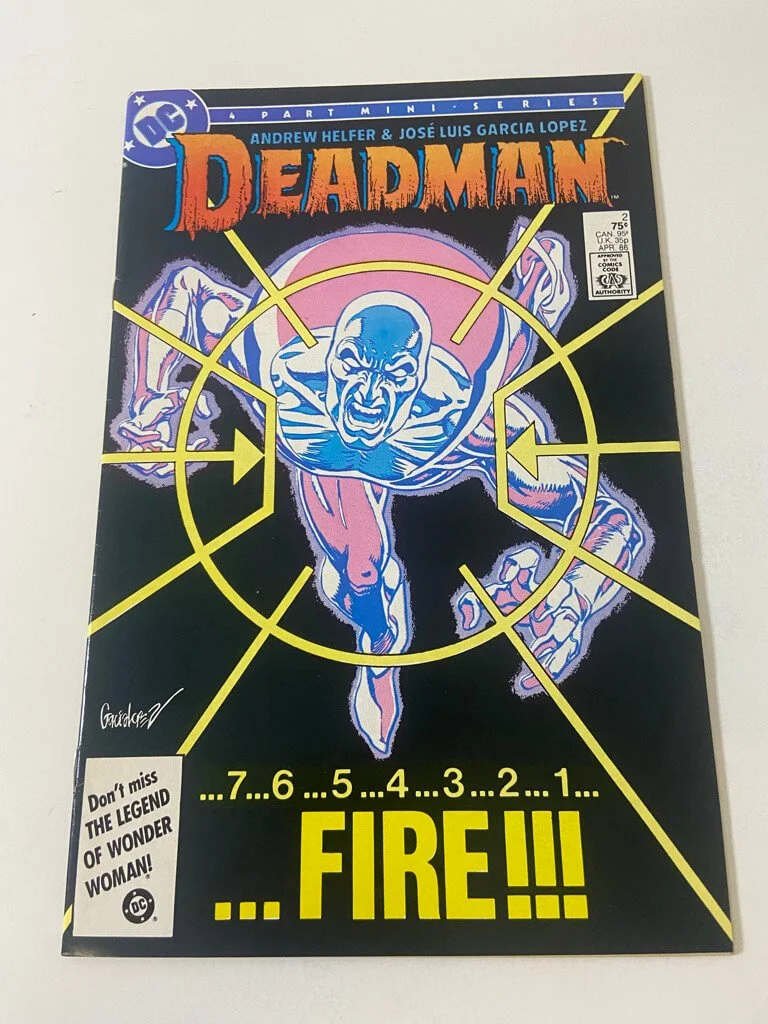 DC
4 PART MINI-SERIES
ANDREW HELFER & JOSÉ LUIS GARCIA LOPEZ
DEADMAN
TM
2
75¢
CAN. 95¢
U.K. 35p
APR. 86
APPROVED
BY THE
COMICS
CODE
CA
AUTHORITY
...7...6...5...4...3...2...1...
...FIRE!!!
Don't miss
THE LEGEND
OF WONDER
WOMAN!
DC ®